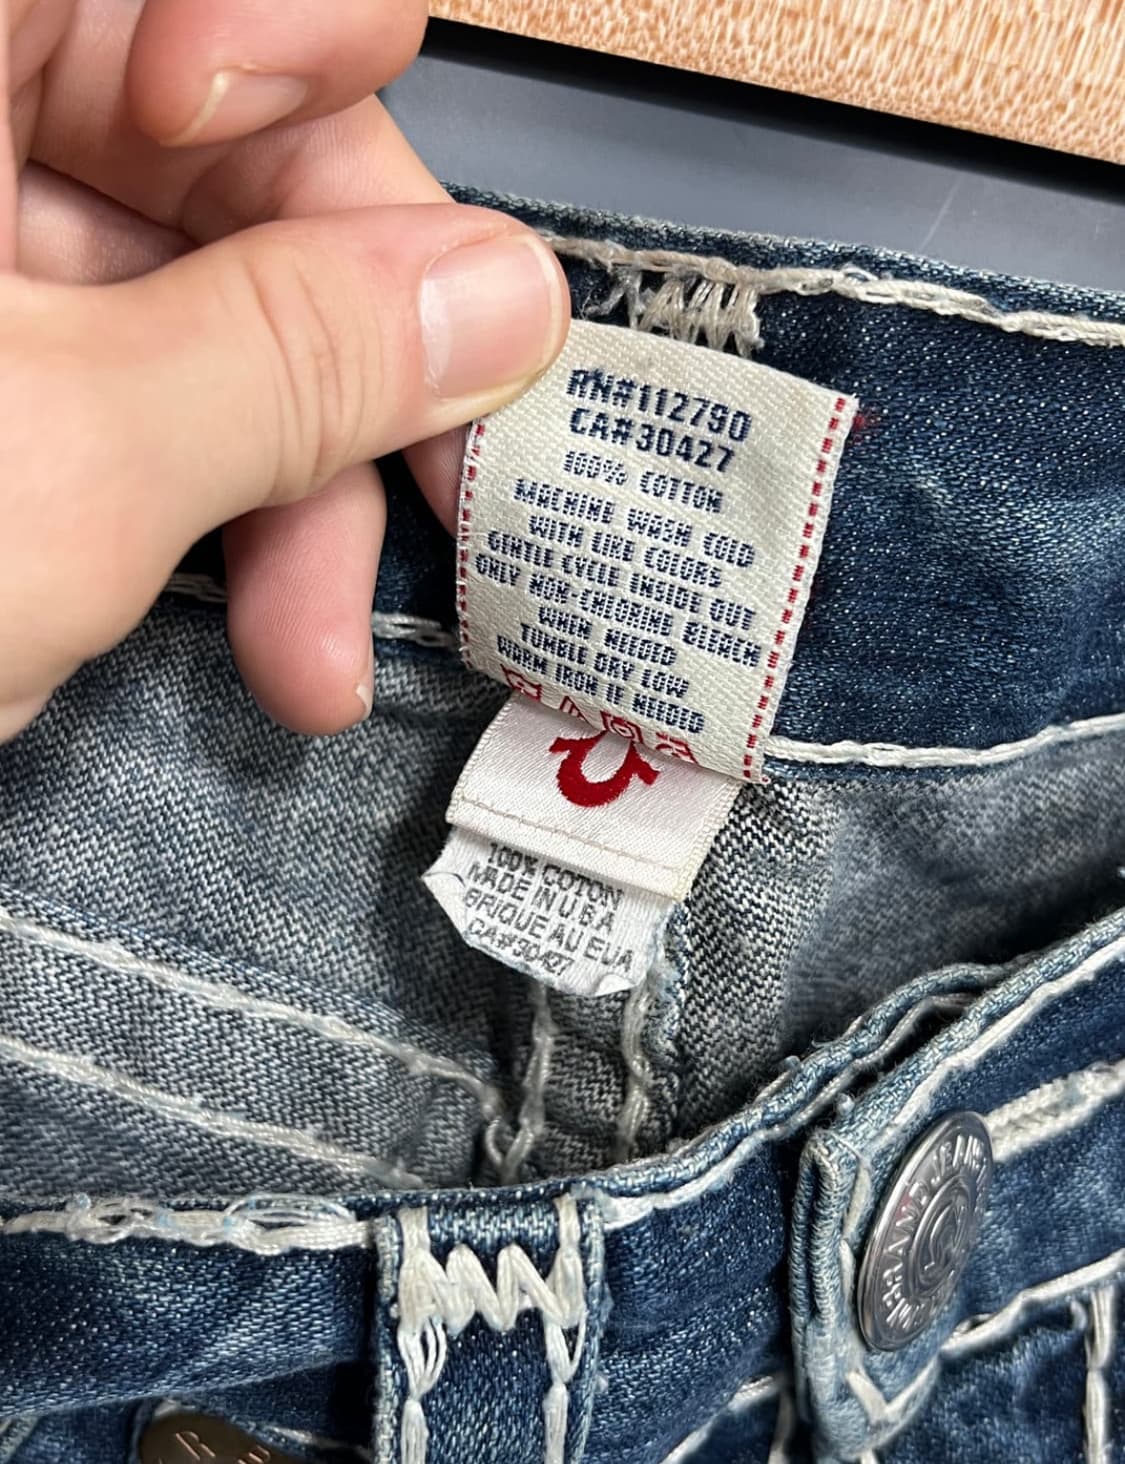 RN#112790
CA#30427
100% COTTON
MACHINE WASH COLD
WITH LIKE COLORS
GENTLE CYCLE INSIDE OUT
ONLY NON-CHLORINE BLEACH
WHEN NEEDED
TUMBLE DRY LOW
WARM IRON IF NEEDED
100% COTON
MADE IN U S A
BRIQUE AU EUA
CA#30427
BRAND JEANS
R